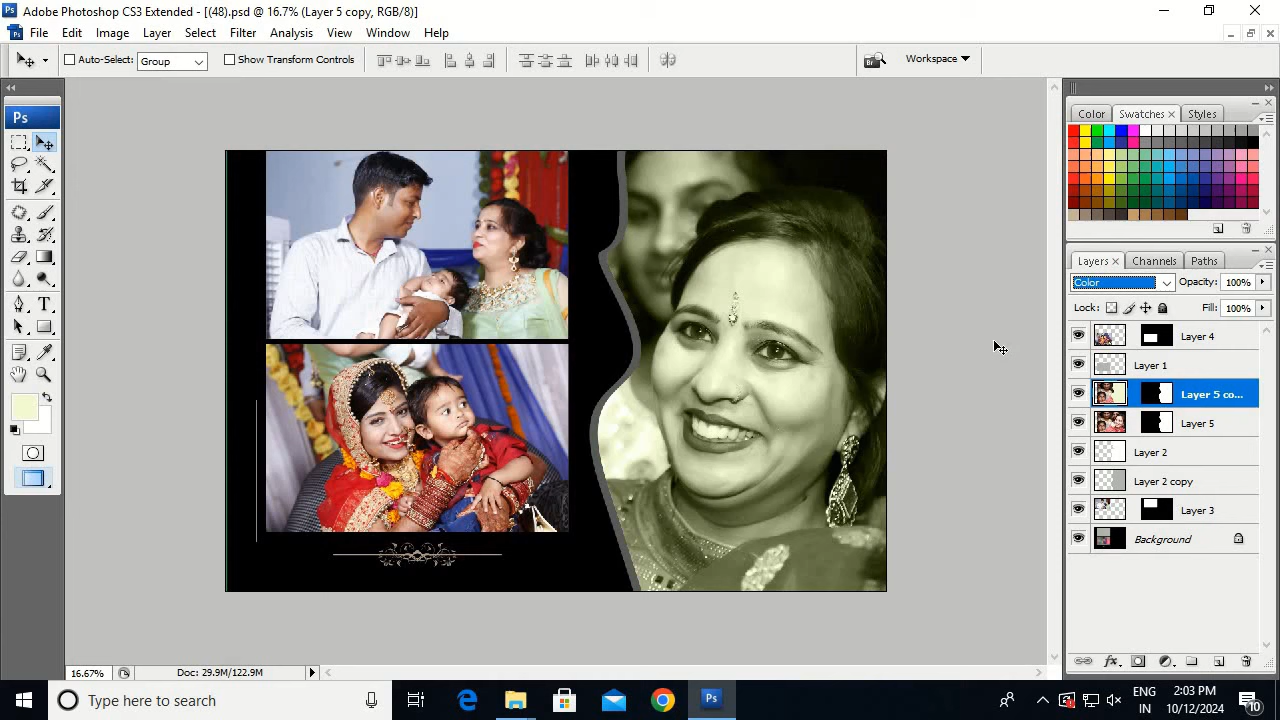 Adobe Photoshop CS3 Extended - [(48).psd @ 16.7% (Layer 5 copy, RGB/8)]
File Edit Image Layer Select Filter Analysis View Window Help
Auto-Select: Group Show Transform Controls Br Workspace
Ps
Color Swatches Styles
Layers Channels Paths
Color Opacity: 100%
Lock: Fill: 100%
Layer 4
Layer 1
Layer 5 co...
Layer 5
Layer 2
Layer 2 copy
Layer 3
Background
16.67% Doc: 29.9M/122.9M
Type here to search
ENG
IN
2:03 PM
10/12/2024
10